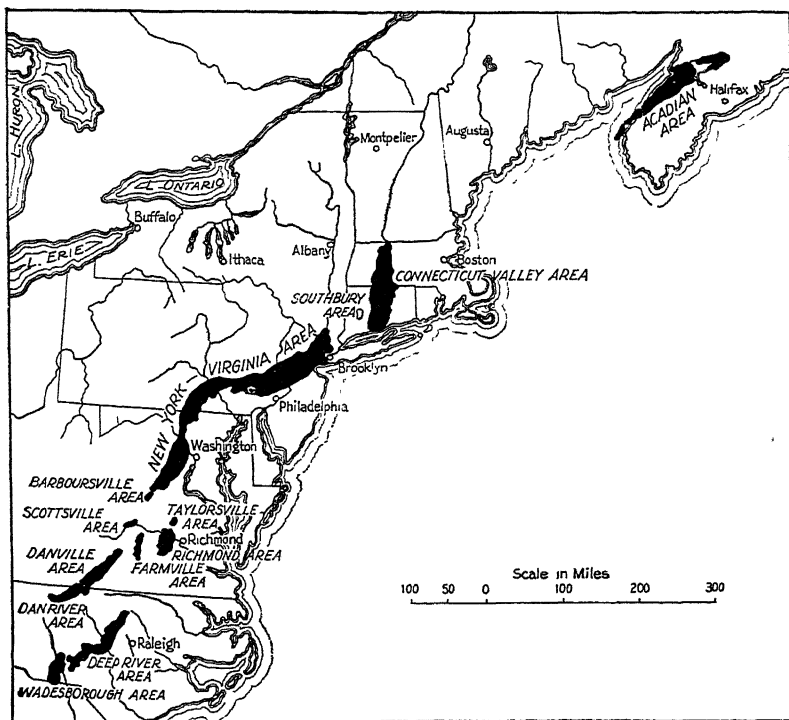 L. HURON
Halifax
ACADIAN
AREA
Montpelier
Augusta
L. ONTARIO
Buffalo
Ithaca
Albany
Boston
L. ERIE
CONNECTICUT VALLEY AREA
SOUTHBURY
AREA
NEW YORK - VIRGINIA AREA
Brooklyn
Philadelphia
Washington
BARBOURSVILLE
AREA
SCOTTSVILLE
AREA
TAYLORSVILLE
AREA
Richmond
RICHMOND AREA
DANVILLE
AREA
FARMVILLE
AREA
Scale in Miles
100 0 100 200 300
DAN RIVER
AREA
Raleigh
DEEP RIVER
AREA
WADESBOROUGH AREA